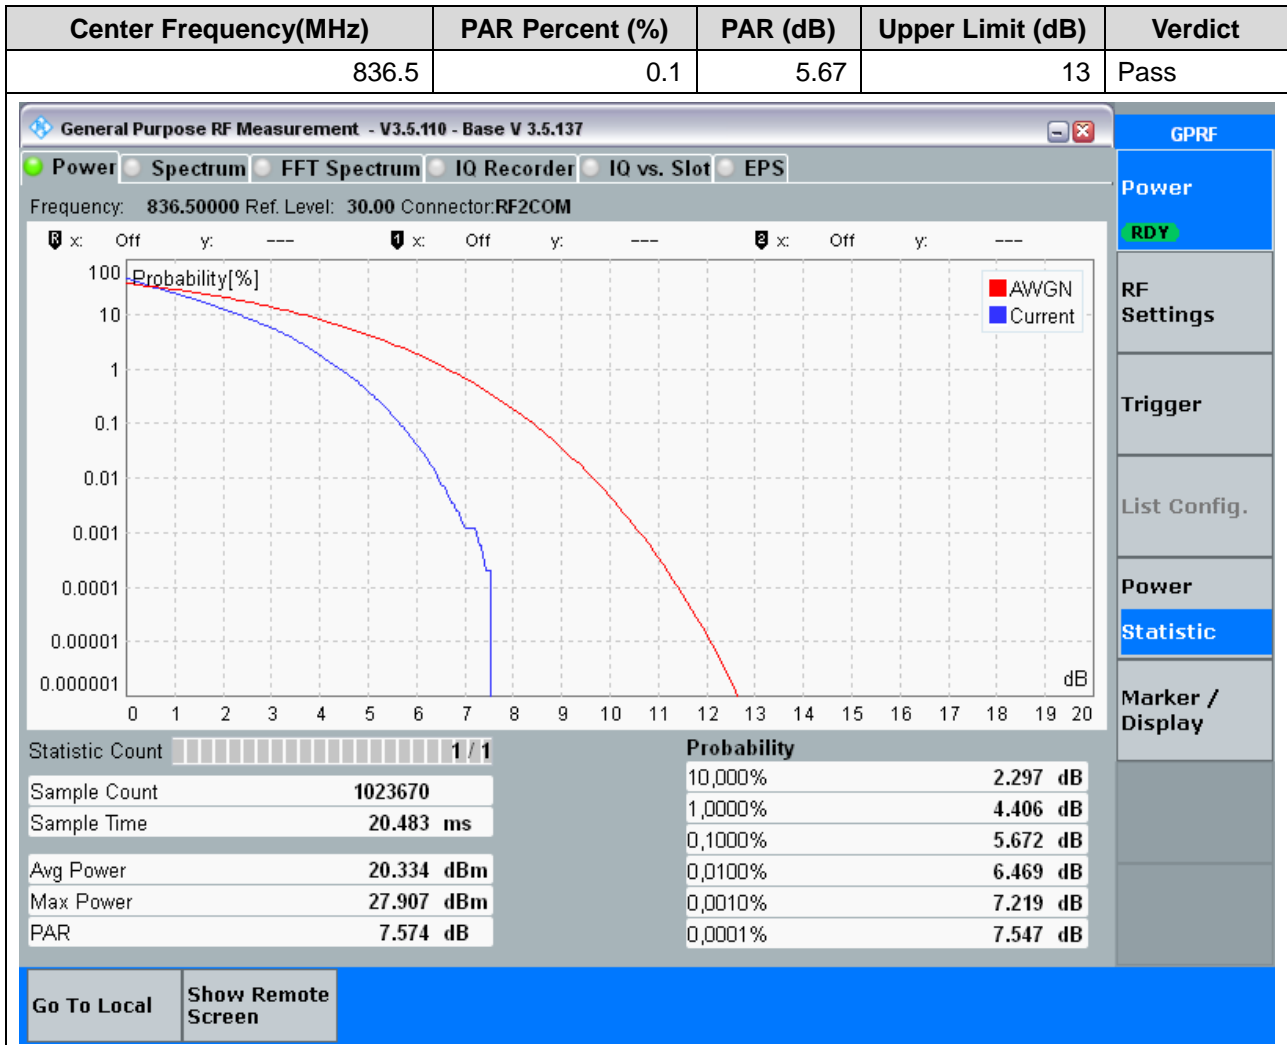 Center Frequency(MHz) PAR Percent (%) PAR (dB) Upper Limit (dB) Verdict
836.5 0.1 5.67 13 Pass
General Purpose RF Measurement - V3.5.110 - Base V 3.5.137
GPRF
Power Spectrum FFT Spectrum IQ Recorder IQ vs. Slot EPS
Frequency: 836.50000 Ref. Level: 30.00 Connector:RF2COM
R x: Off y: --- 1 x: Off y: --- 2 x: Off y: ---
Probability[%]
AWGN
Current
100
10
1
0.1
0.01
0.001
0.0001
0.00001
0.000001
dB
0 1 2 3 4 5 6 7 8 9 10 11 12 13 14 15 16 17 18 19 20
Statistic Count 1 / 1
Sample Count 1023670
Sample Time 20.483 ms
Avg Power 20.334 dBm
Max Power 27.907 dBm
PAR 7.574 dB
Probability
10,000% 2.297 dB
1,0000% 4.406 dB
0,1000% 5.672 dB
0,0100% 6.469 dB
0,0010% 7.219 dB
0,0001% 7.547 dB
Power
RDY
RF
Settings
Trigger
List Config.
Power
Statistic
Marker /
Display
Go To Local
Show Remote
Screen